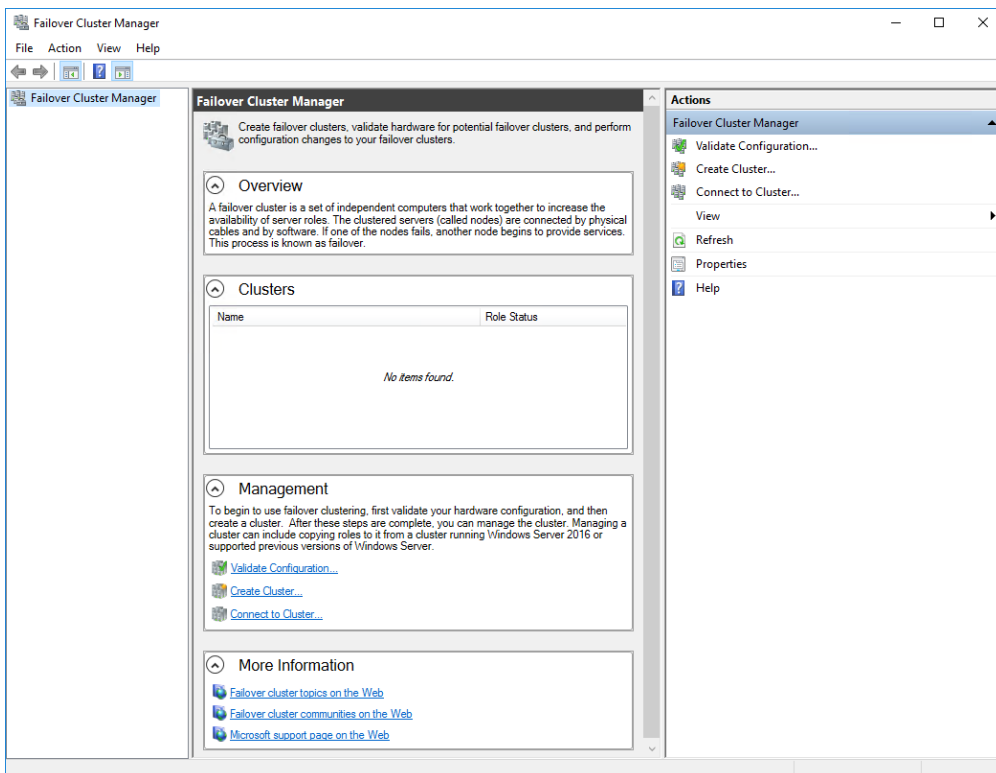 Failover Cluster Manager
File Action View Help
Failover Cluster Manager
Failover Cluster Manager
Create failover clusters, validate hardware for potential failover clusters, and perform
configuration changes to your failover clusters.
Overview
A failover cluster is a set of independent computers that work together to increase the
availability of server roles. The clustered servers (called nodes) are connected by physical
cables and by software. If one of the nodes fails, another node begins to provide services.
This process is known as failover.
Clusters
Name Role Status
No items found.
Management
To begin to use failover clustering, first validate your hardware configuration, and then
create a cluster. After these steps are complete, you can manage the cluster. Managing a
cluster can include copying roles to it from a cluster running Windows Server 2016 or
supported previous versions of Windows Server.
Validate Configuration...
Create Cluster...
Connect to Cluster...
More Information
Failover cluster topics on the Web
Failover cluster communities on the Web
Microsoft support page on the Web
Actions
Failover Cluster Manager
Validate Configuration...
Create Cluster...
Connect to Cluster...
View
Refresh
Properties
Help